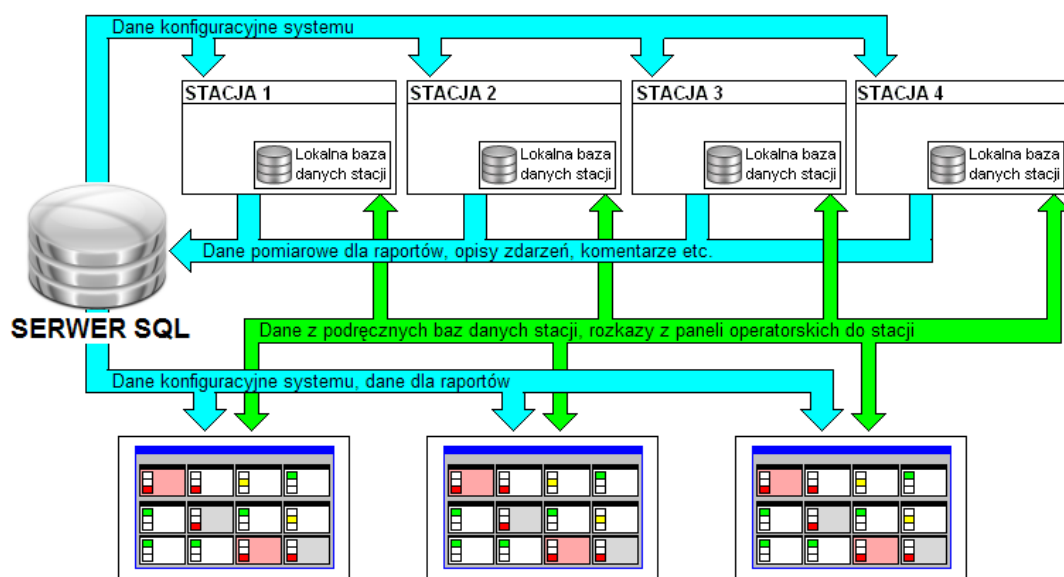 Dane konfiguracyjne systemu
STACJA 1
STACJA 2
STACJA 3
STACJA 4
Lokalna baza
danych stacji
Lokalna baza
danych stacji
Lokalna baza
danych stacji
Lokalna baza
danych stacji
Dane pomiarowe dla raportów, opisy zdarzeń, komentarze etc.
SERWER SQL
Dane z podręcznych baz danych stacji, rozkazy z paneli operatorskich do stacji
Dane konfiguracyjne systemu, dane dla raportów